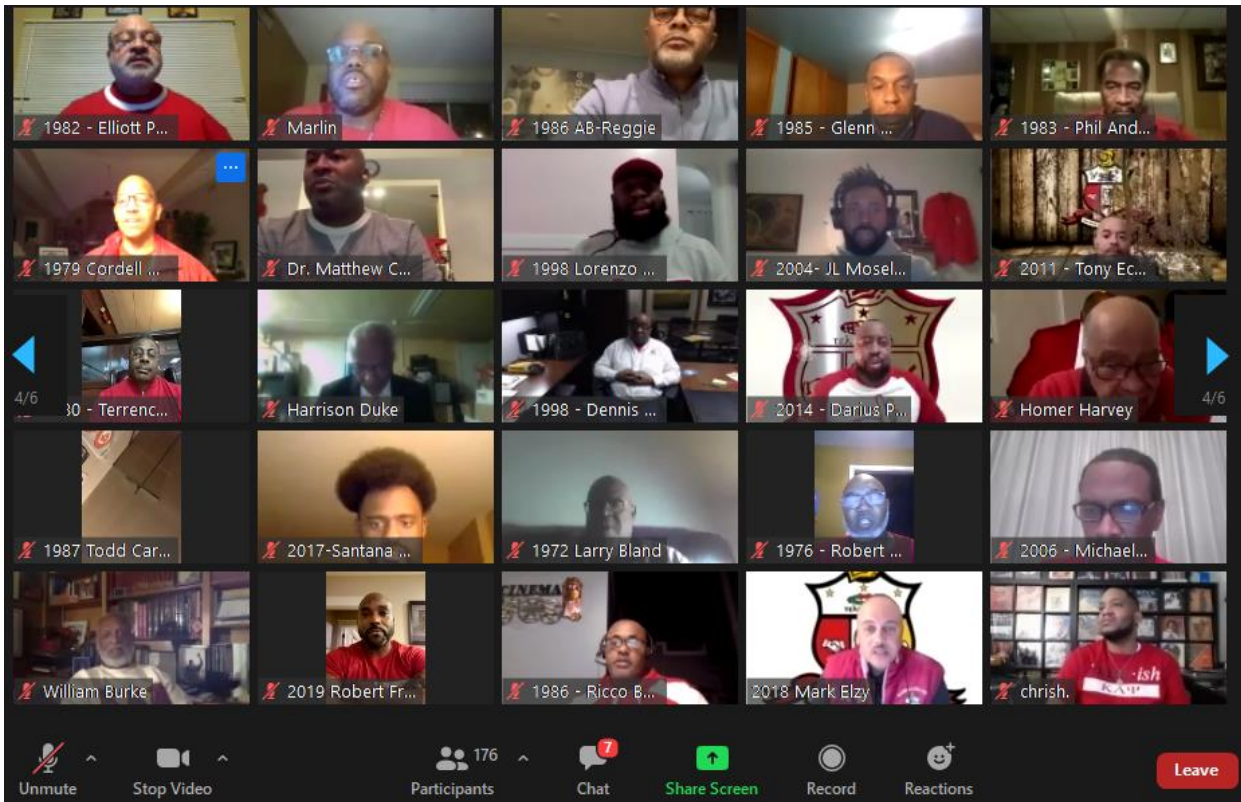 1982 - Elliott P...
Marlin
1986 AB-Reggie
1985 - Glenn ...
1983 - Phil And...
1979 Cordell ...
Dr. Matthew C...
1998 Lorenzo ...
2004- JL Mosel...
2011 - Tony Ec...
4/6
80 - Terrenc...
Harrison Duke
1998 - Dennis ...
2014 - Darius P...
Homer Harvey
4/6
1987 Todd Car...
2017-Santana ...
1972 Larry Bland
1976 - Robert ...
2006 - Michael...
CINEMA
William Burke
2019 Robert Fr...
1986 - Ricco B...
2018 Mark Elzy
-ish
ΚΑΨ
chrish.
176
7
Unmute
Stop Video
Participants
Chat
Share Screen
Record
Reactions
Leave